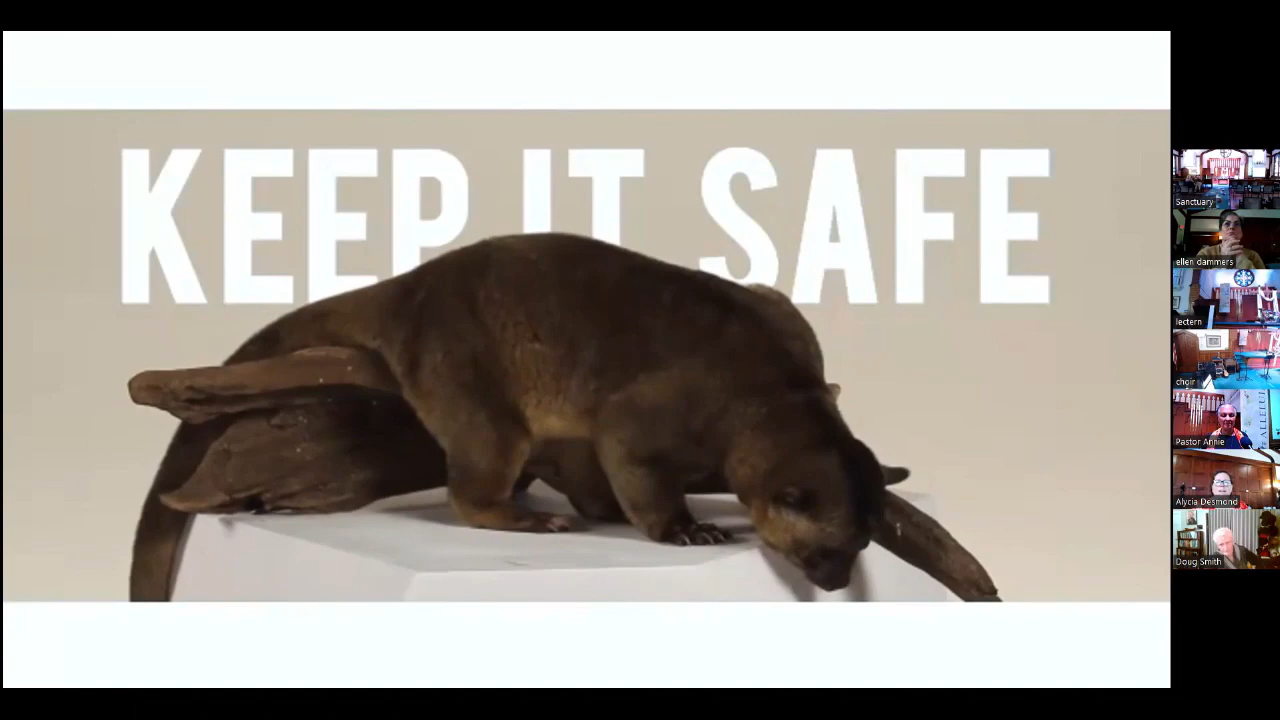 KEEP IT SAFE
Sanctuary
ellen dammers
lectern
choir
Pastor Annie
Alycia Desmond
Doug Smith